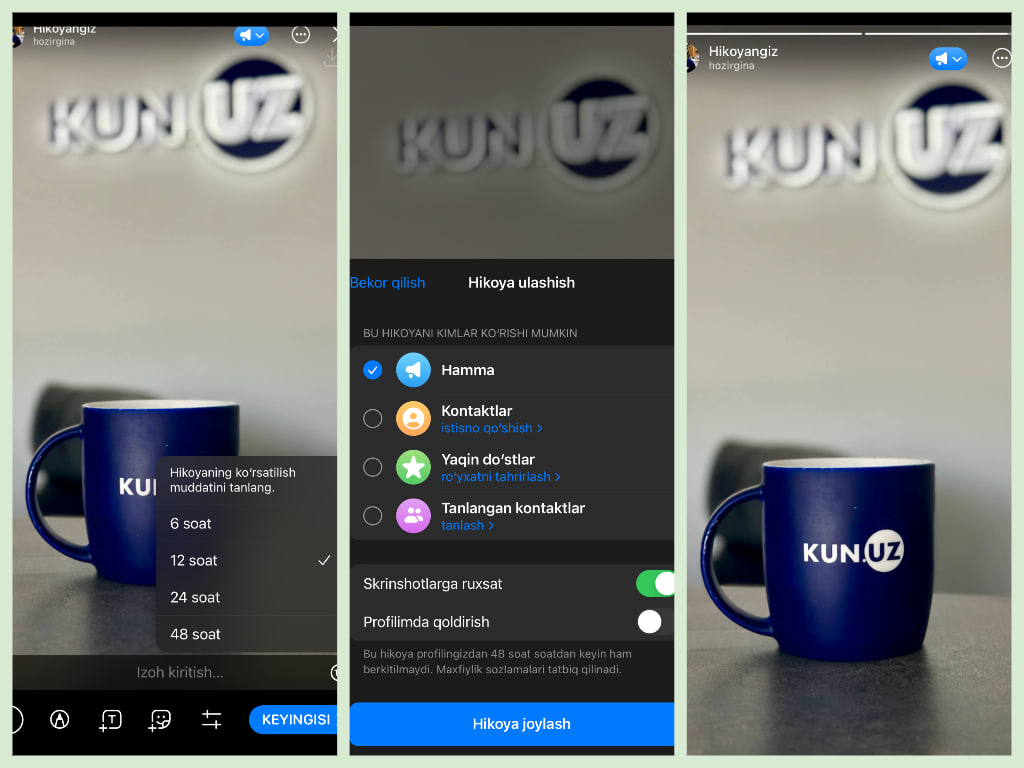 Hikoyangiz
hozirgina
KUN UZ
KUN
Hikoyaning koʻrsatilish
muddatini tanlang.
6 soat
12 soat
24 soat
48 soat
Izoh kiritish...
KEYINGISI
KUN UZ
Bekor qilish
Hikoya ulashish
BU HIKOYANI KIMLAR KOʻRISHI MUMKIN
Hamma
Kontaktlar
istisno qoʻshish >
Yaqin doʻstlar
roʻyxatni tahrirlash >
Tanlangan kontaktlar
tanlash >
Skrinshotlarga ruxsat
Profilimda qoldirish
Bu hikoya profilingizdan 48 soat soatdan keyin ham
berkitilmaydi. Maxfiylik sozlamalari tatbiq qilinadi.
Hikoya joylash
Hikoyangiz
hozirgina
KUN UZ
KUN.UZ